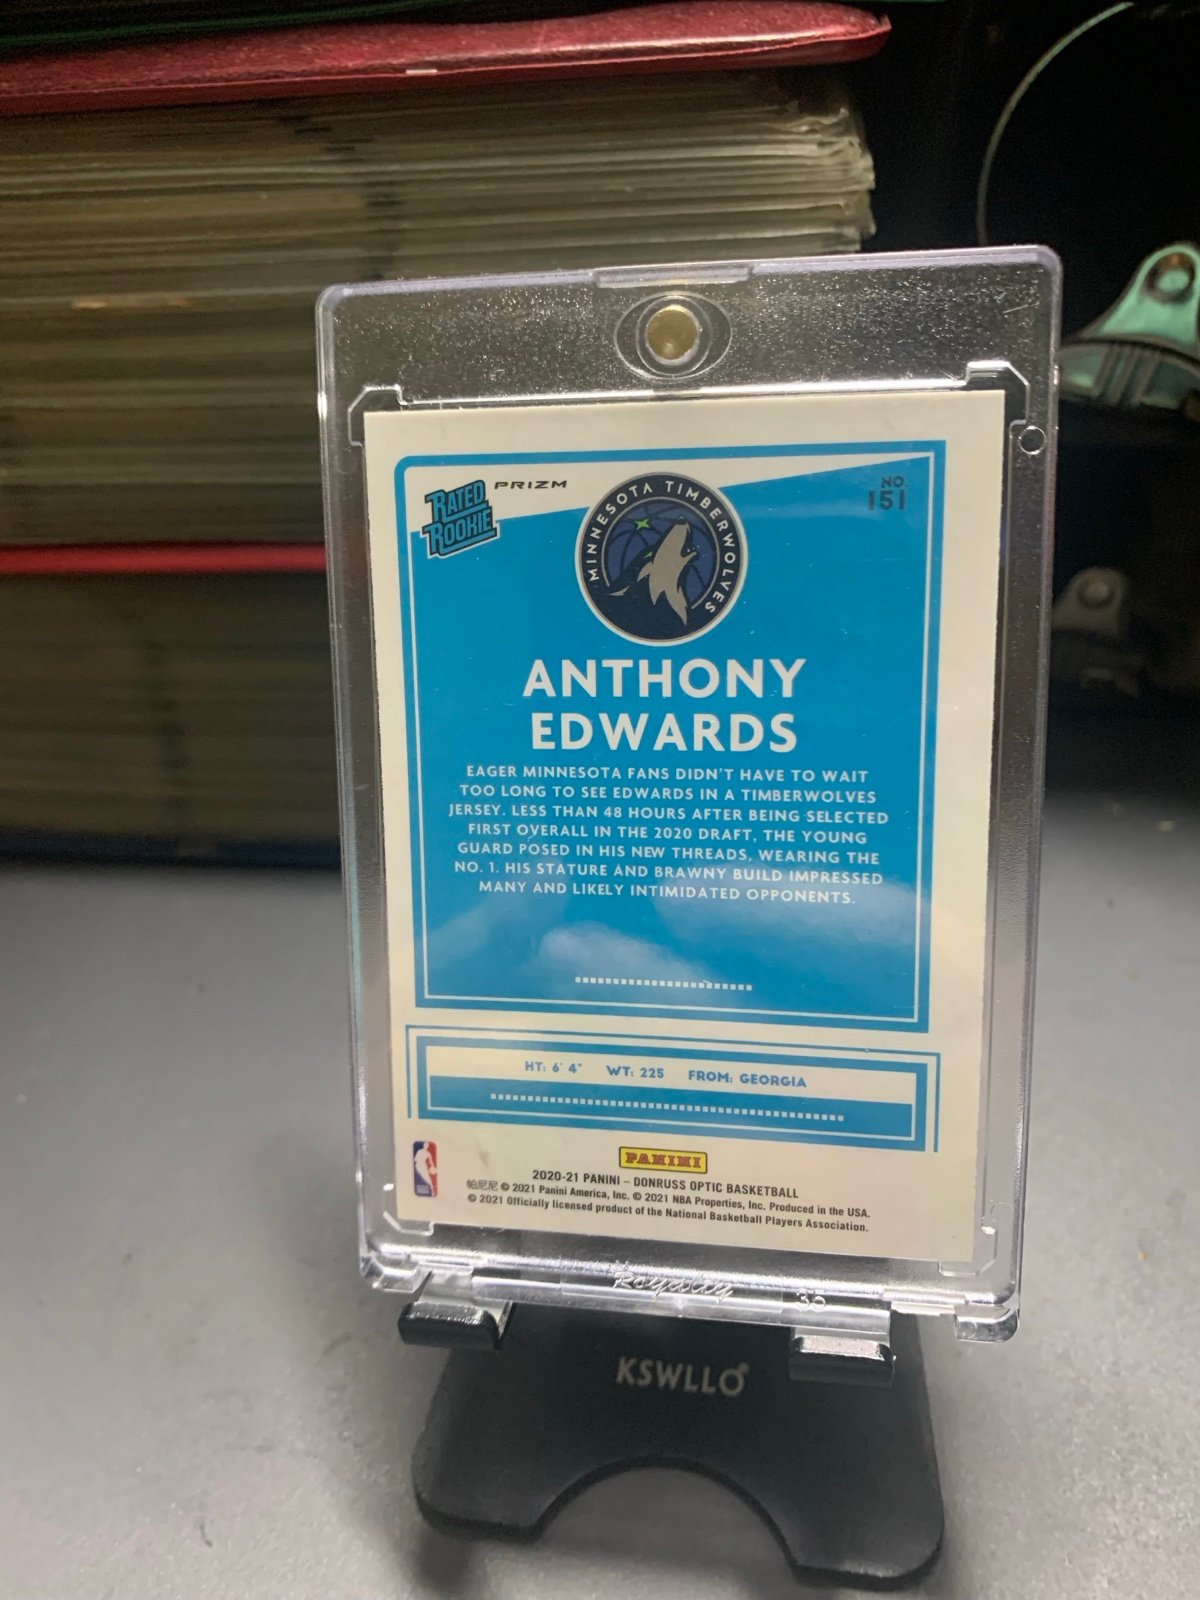 RATED
ROOKIE
PRIZM
MINNESOTA TIMBERWOLVES
NO.
151
ANTHONY
EDWARDS
EAGER MINNESOTA FANS DIDN'T HAVE TO WAIT
TOO LONG TO SEE EDWARDS IN A TIMBERWOLVES
JERSEY. LESS THAN 48 HOURS AFTER BEING SELECTED
FIRST OVERALL IN THE 2020 DRAFT, THE YOUNG
GUARD POSED IN HIS NEW THREADS, WEARING THE
NO. 1. HIS STATURE AND BRAWNY BUILD IMPRESSED
MANY AND LIKELY INTIMIDATED OPPONENTS.
HT: 6' 4" WT: 225 FROM: GEORGIA
PANINI
NBA
2020-21 PANINI – DONRUSS OPTIC BASKETBALL
帕尼尼 © 2021 Panini America, Inc. © 2021 NBA Properties, Inc. Produced in the USA.
© 2021 Officially licensed product of the National Basketball Players Association.
Royalty 35
KSWLLO